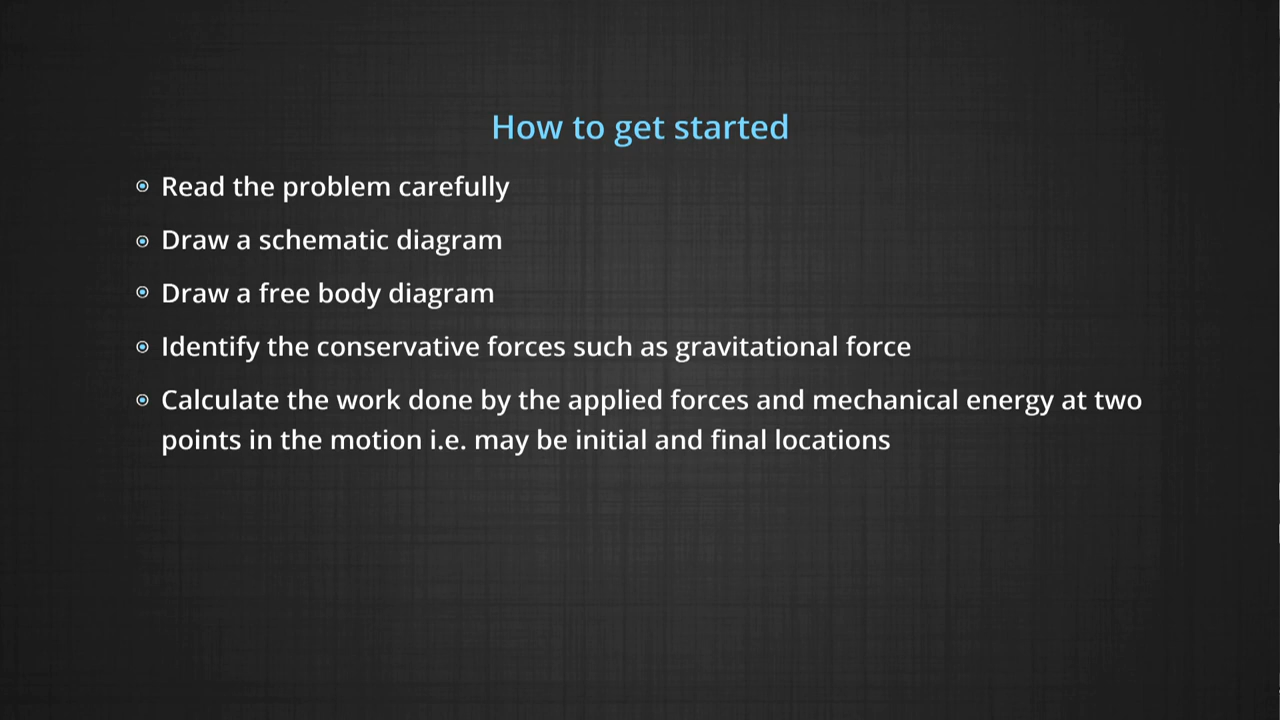 How to get started
Read the problem carefully
Draw a schematic diagram
Draw a free body diagram
Identify the conservative forces such as gravitational force
Calculate the work done by the applied forces and mechanical energy at two
points in the motion i.e. may be initial and final locations